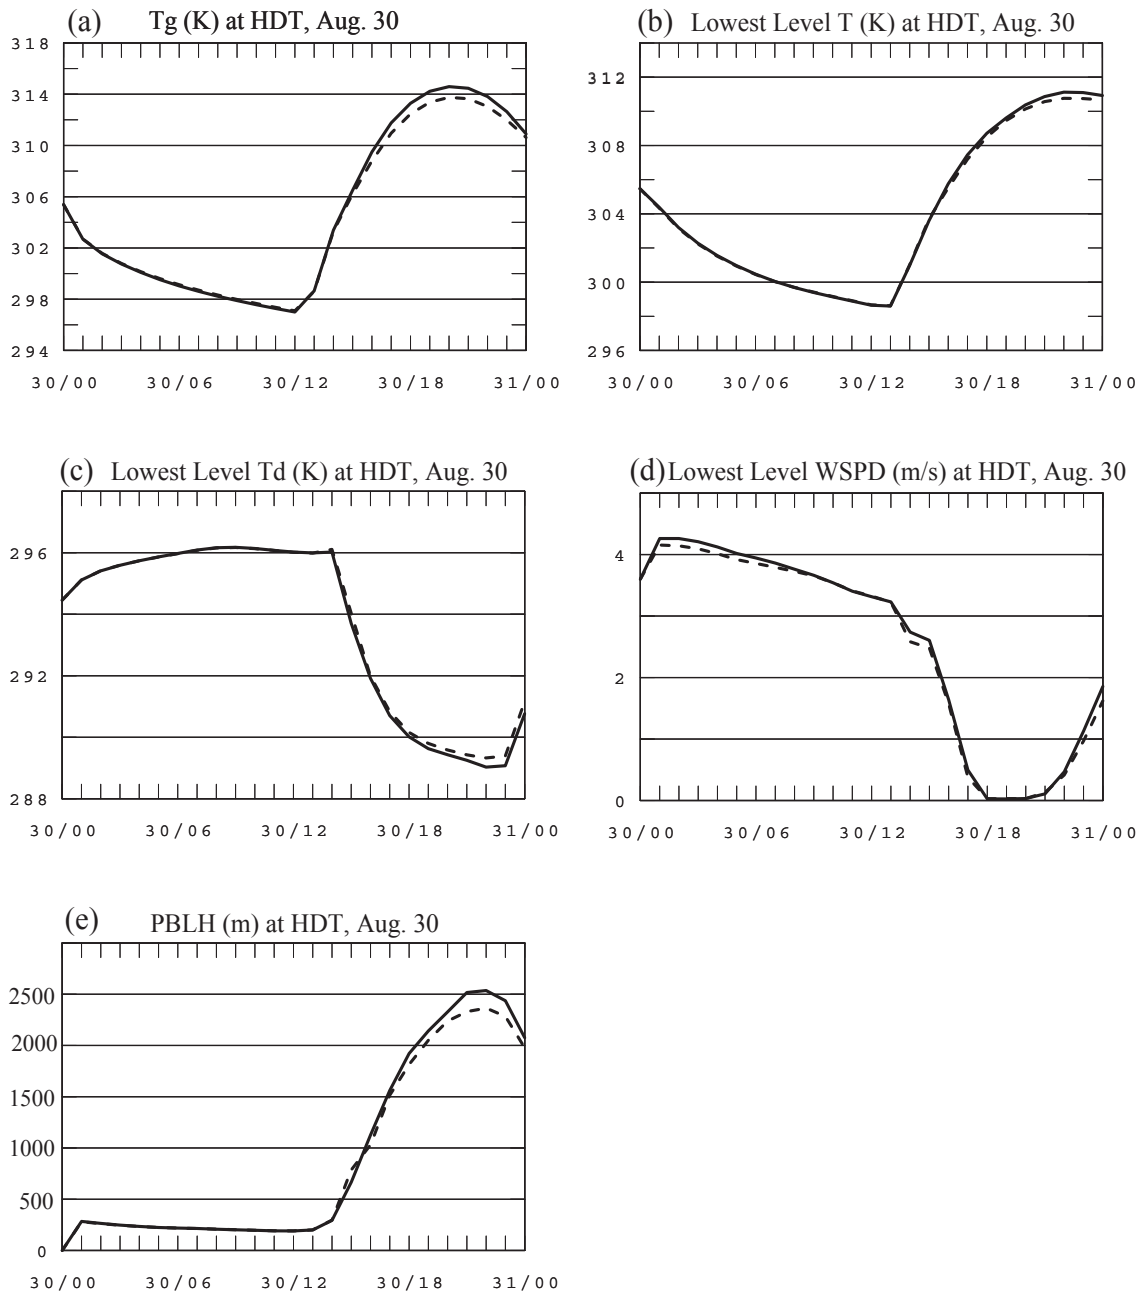 (a) Tg (K) at HDT, Aug. 30
318
314
310
306
302
298
294
30/00 30/06 30/12 30/18 31/00
(b) Lowest Level T (K) at HDT, Aug. 30
312
308
304
300
296
30/00 30/06 30/12 30/18 31/00
(c) Lowest Level Td (K) at HDT, Aug. 30
296
292
288
30/00 30/06 30/12 30/18 31/00
(d) Lowest Level WSPD (m/s) at HDT, Aug. 30
4
2
0
30/00 30/06 30/12 30/18 31/00
(e) PBLH (m) at HDT, Aug. 30
2500
2000
1500
1000
500
0
30/00 30/06 30/12 30/18 31/00